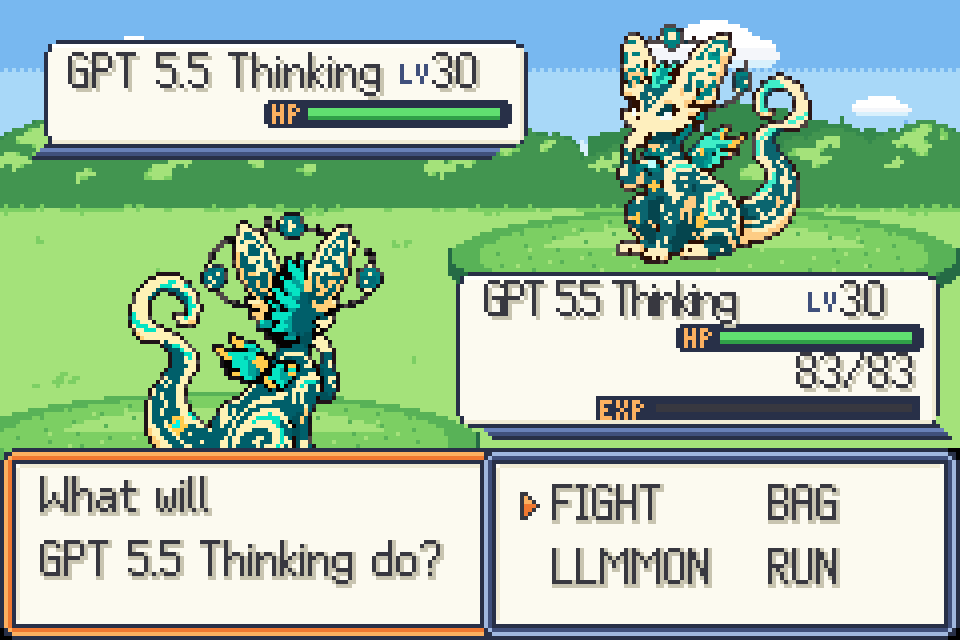 GPT 5.5 Thinking LV30
HP
GPT 5.5 Thinking LV30
HP
83/83
EXP
What will
GPT 5.5 Thinking do?
FIGHT BAG
LLMMON RUN